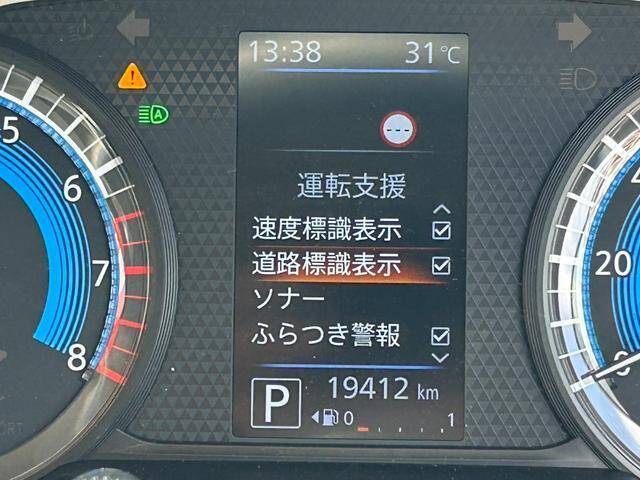 13:38 31℃
---
運転支援
速度標識表示
道路標識表示
ソナー
ふらつき警報
P 19412 km
0 1
5
6
7
8
20
A